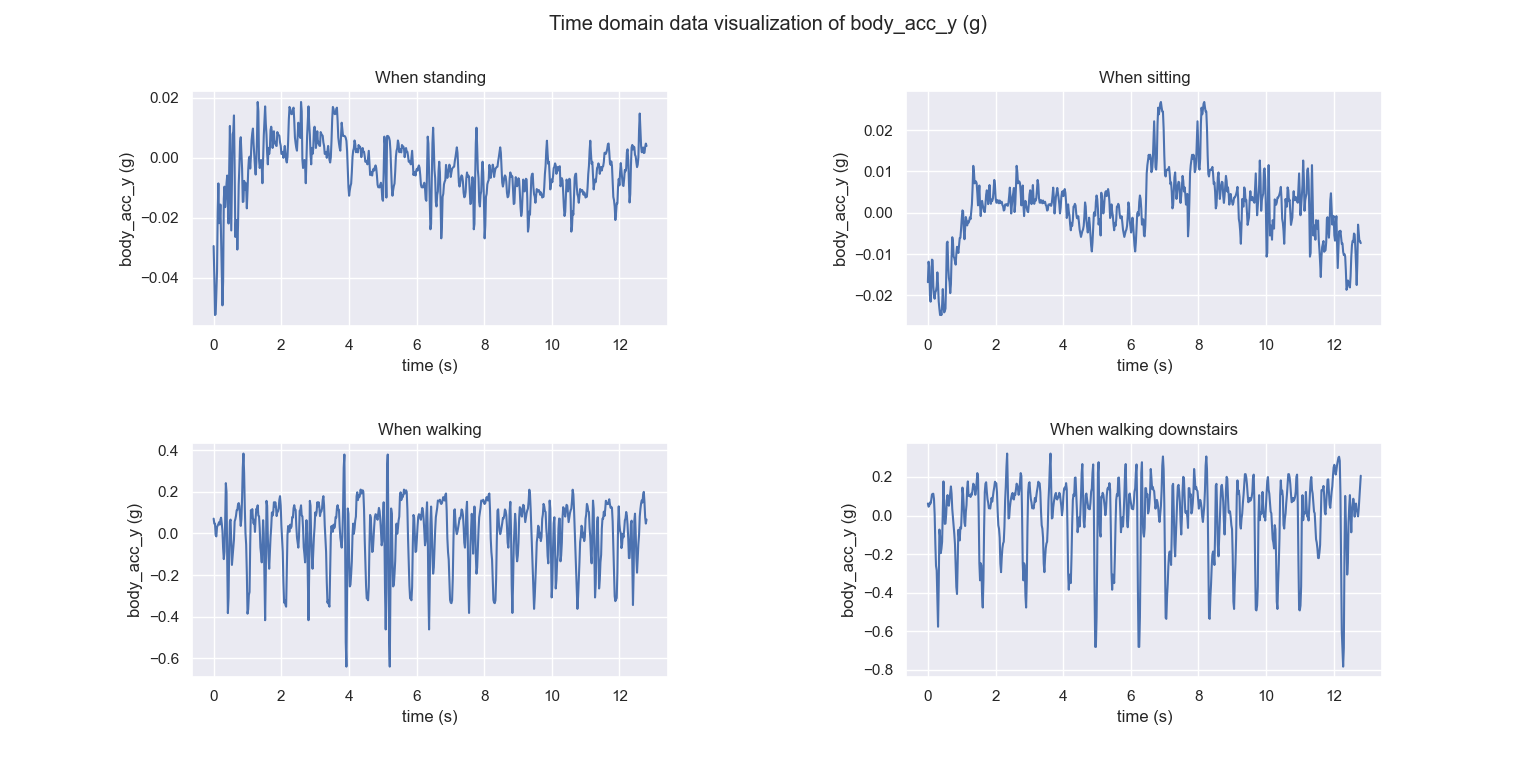 Time domain data visualization of body_acc_y (g)
When standing
0.02
0.00
−0.02
−0.04
body_acc_y (g)
0 2 4 6 8 10 12
time (s)
When sitting
0.02
0.01
0.00
−0.01
−0.02
body_acc_y (g)
0 2 4 6 8 10 12
time (s)
When walking
0.4
0.2
0.0
−0.2
−0.4
−0.6
body_acc_y (g)
0 2 4 6 8 10 12
time (s)
When walking downstairs
0.2
0.0
−0.2
−0.4
−0.6
−0.8
body_acc_y (g)
0 2 4 6 8 10 12
time (s)